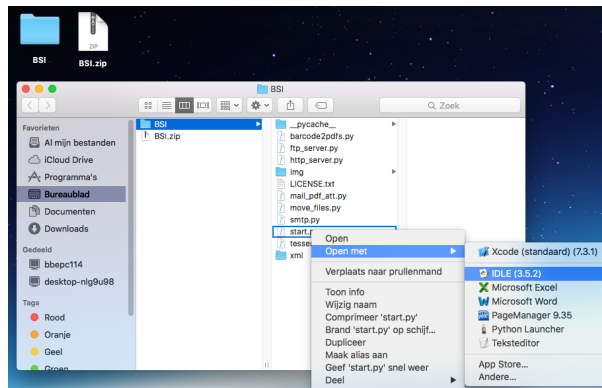 ZIP
BSI
BSI.zip
BSI
Zoek
Favorieten
Al mijn bestanden
iCloud Drive
Programma's
Bureaublad
Documenten
Downloads
Gedeeld
bbepc114
desktop-nlg9u98
Tags
Rood
Oranje
Geel
Groen
BSI
BSI.zip
__pycache__
barcode2pdfs.py
ftp_server.py
http_server.py
img
LICENSE.txt
mail_pdf_att.py
move_files.py
smtp.py
start.p
tesse
xml
Open
Open met
Verplaats naar prullenmand
Toon info
Wijzig naam
Comprimeer 'start.py'
Brand 'start.py' op schijf...
Dupliceer
Maak alias aan
Geef 'start.py' snel weer
Deel
Xcode (standaard) (7.3.1)
IDLE (3.5.2)
Microsoft Excel
Microsoft Word
PageManager 9.35
Python Launcher
Teksteditor
App Store...
Andere...